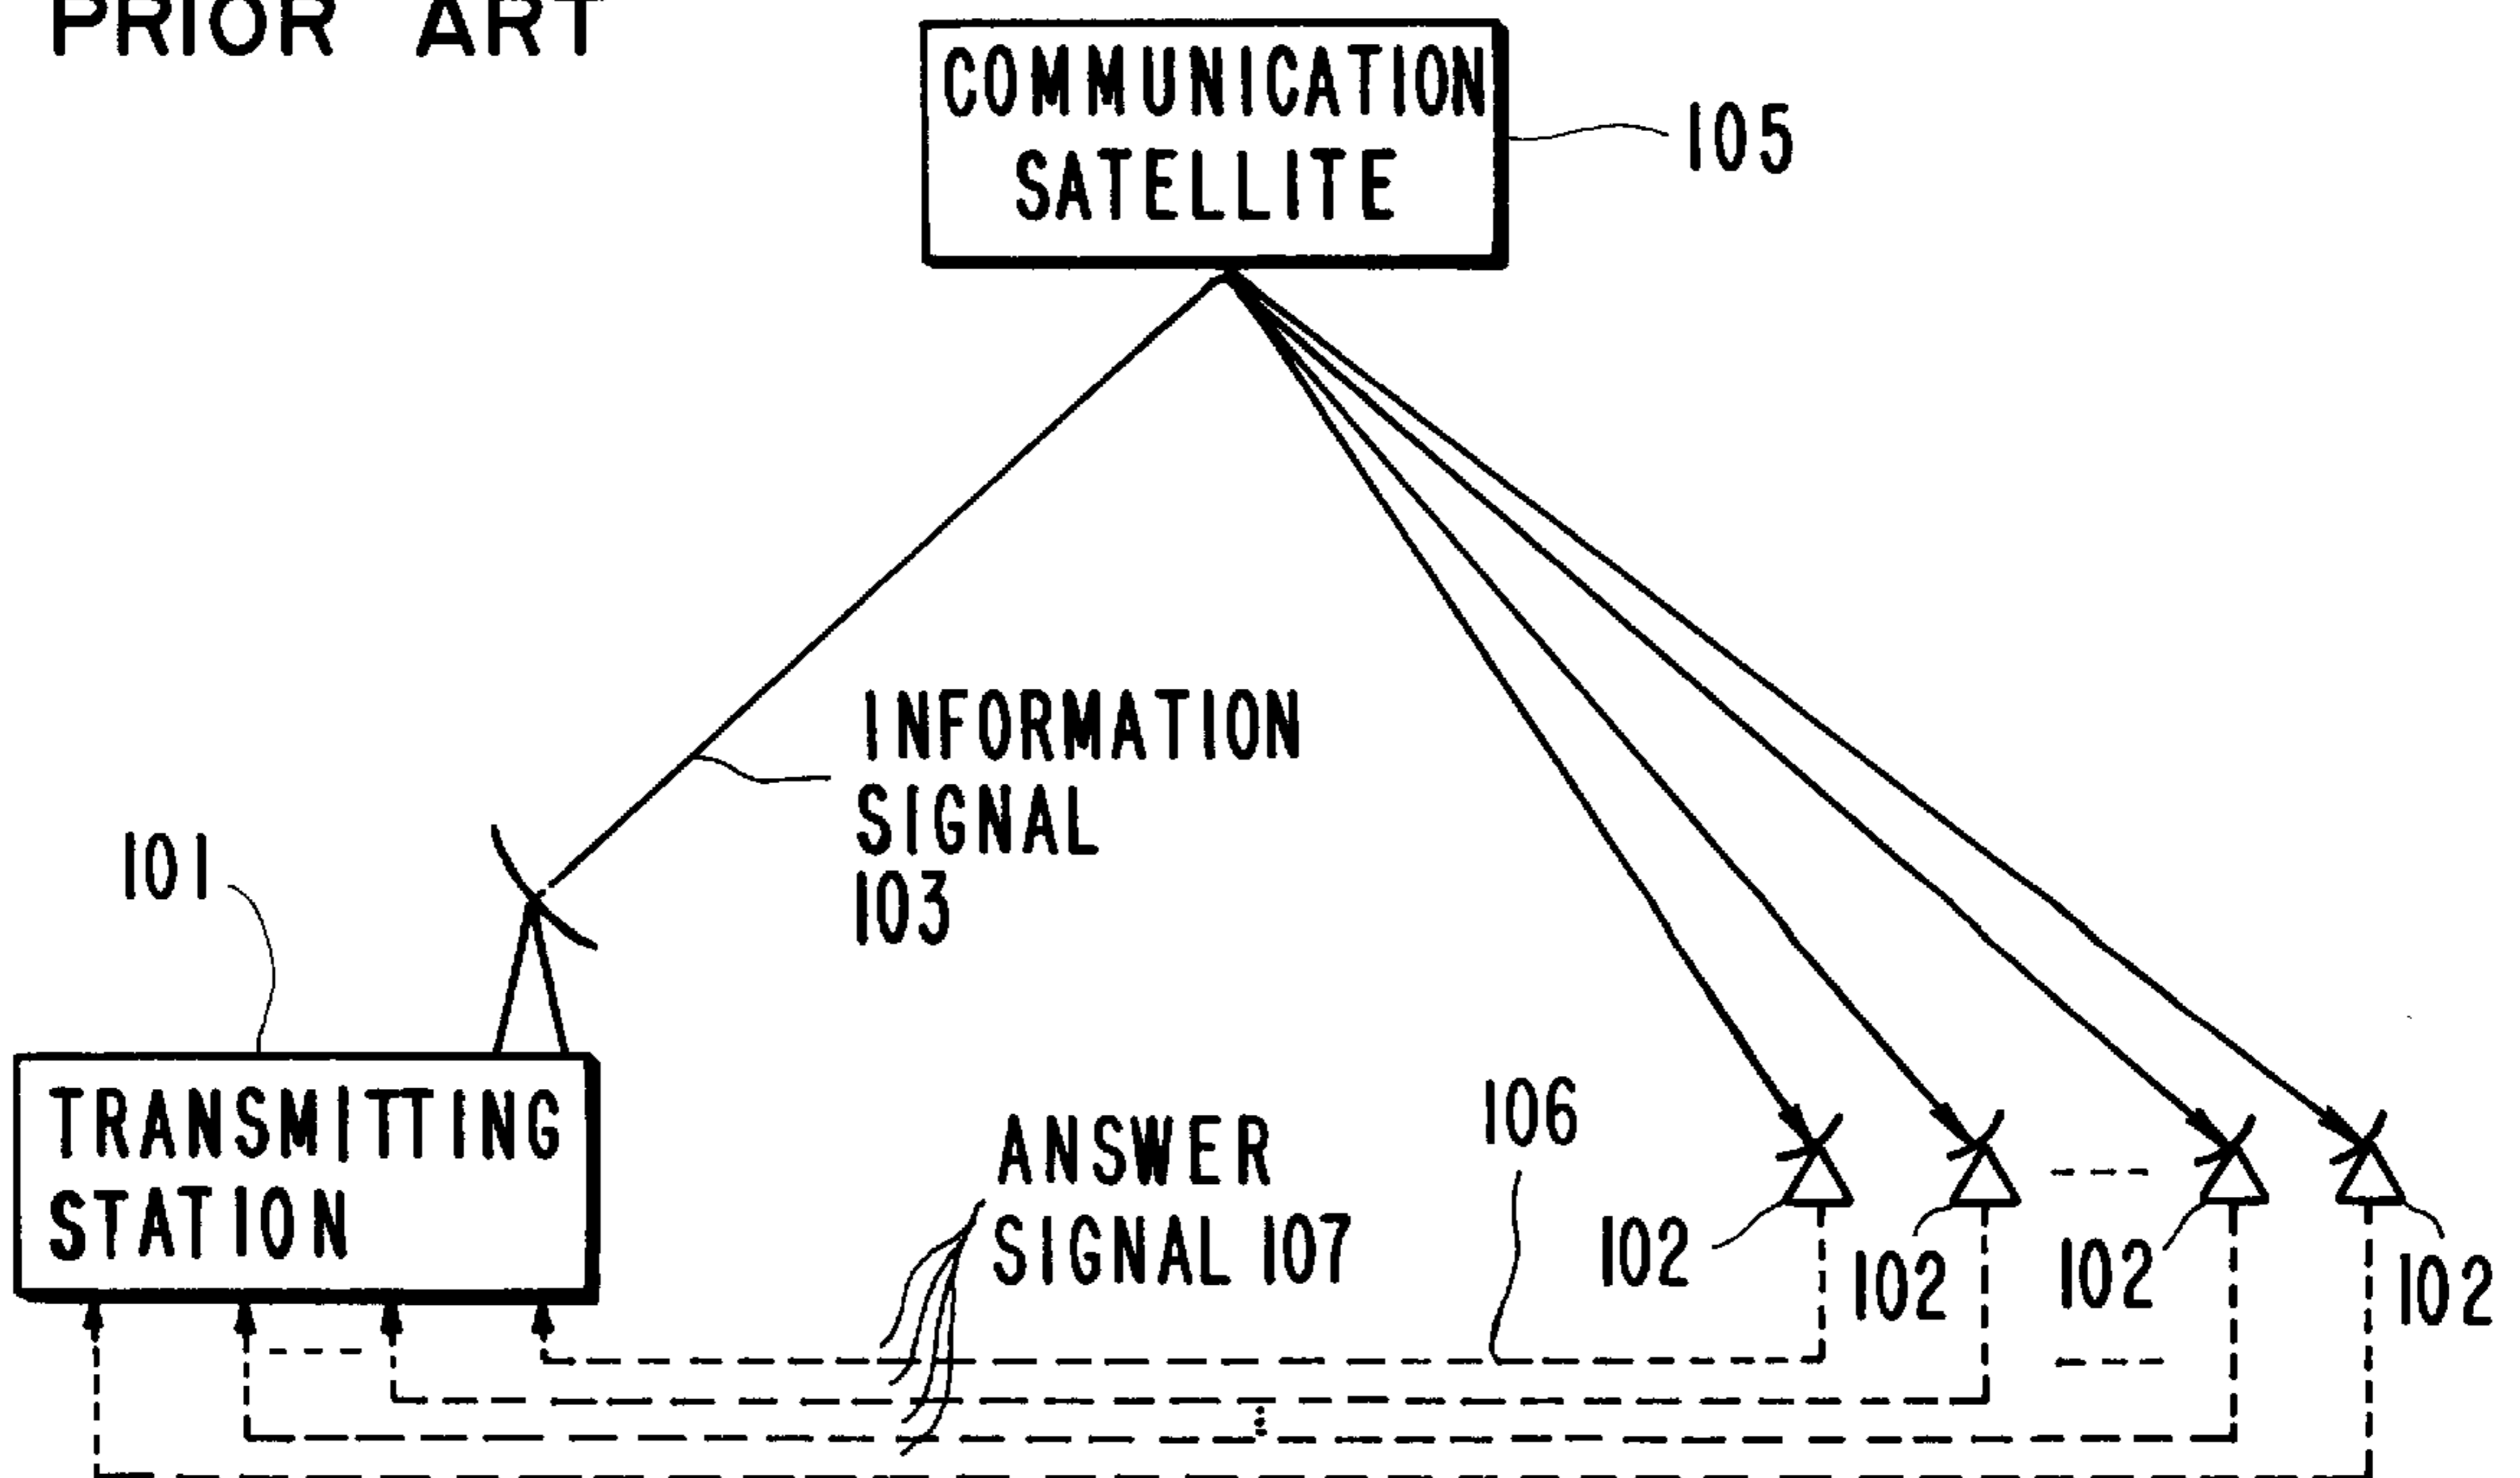 PRIOR ART
COMMUNICATION
SATELLITE
105
INFORMATION
SIGNAL
103
101
TRANSMITTING
STATION
ANSWER
SIGNAL 107
106
102
102
102
102